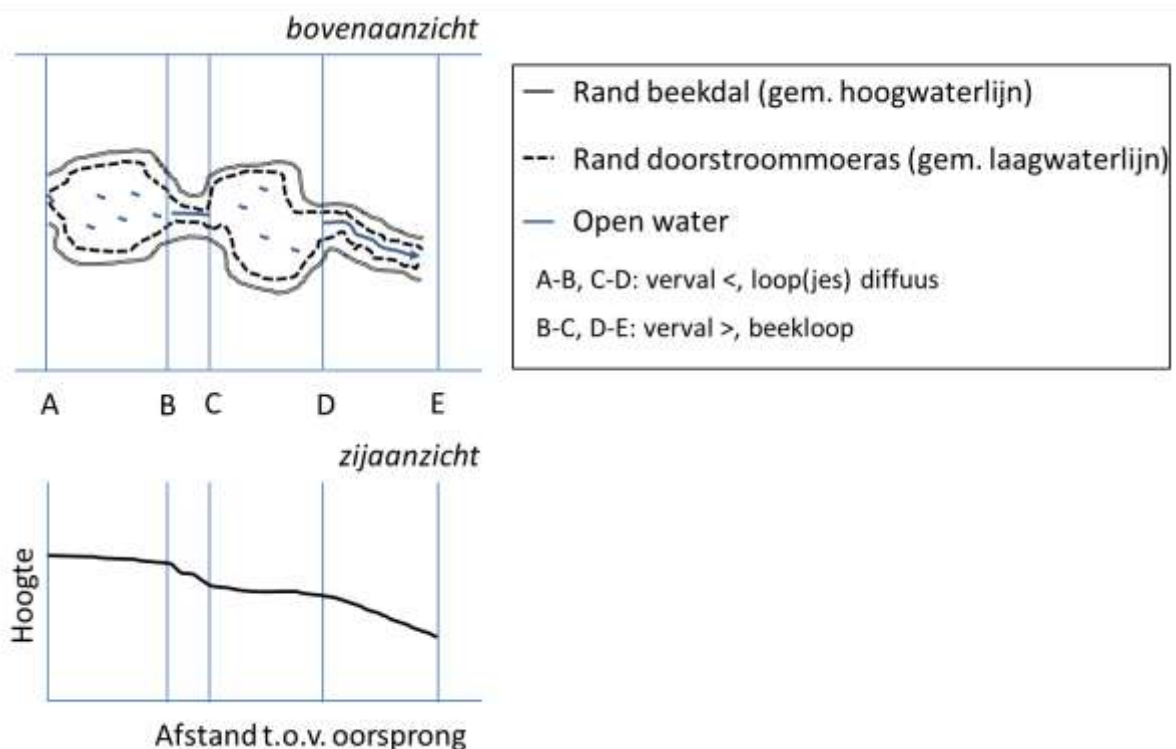 bovenaanzicht
Rand beekdal (gem. hoogwaterlijn)
Rand doorstroommoeras (gem. laagwaterlijn)
Open water
A-B, C-D: verval <, loop(jes) diffuus
B-C, D-E: verval >, beekloop
A B C D E
zijaanzicht
Hoogte
Afstand t.o.v. oorsprong